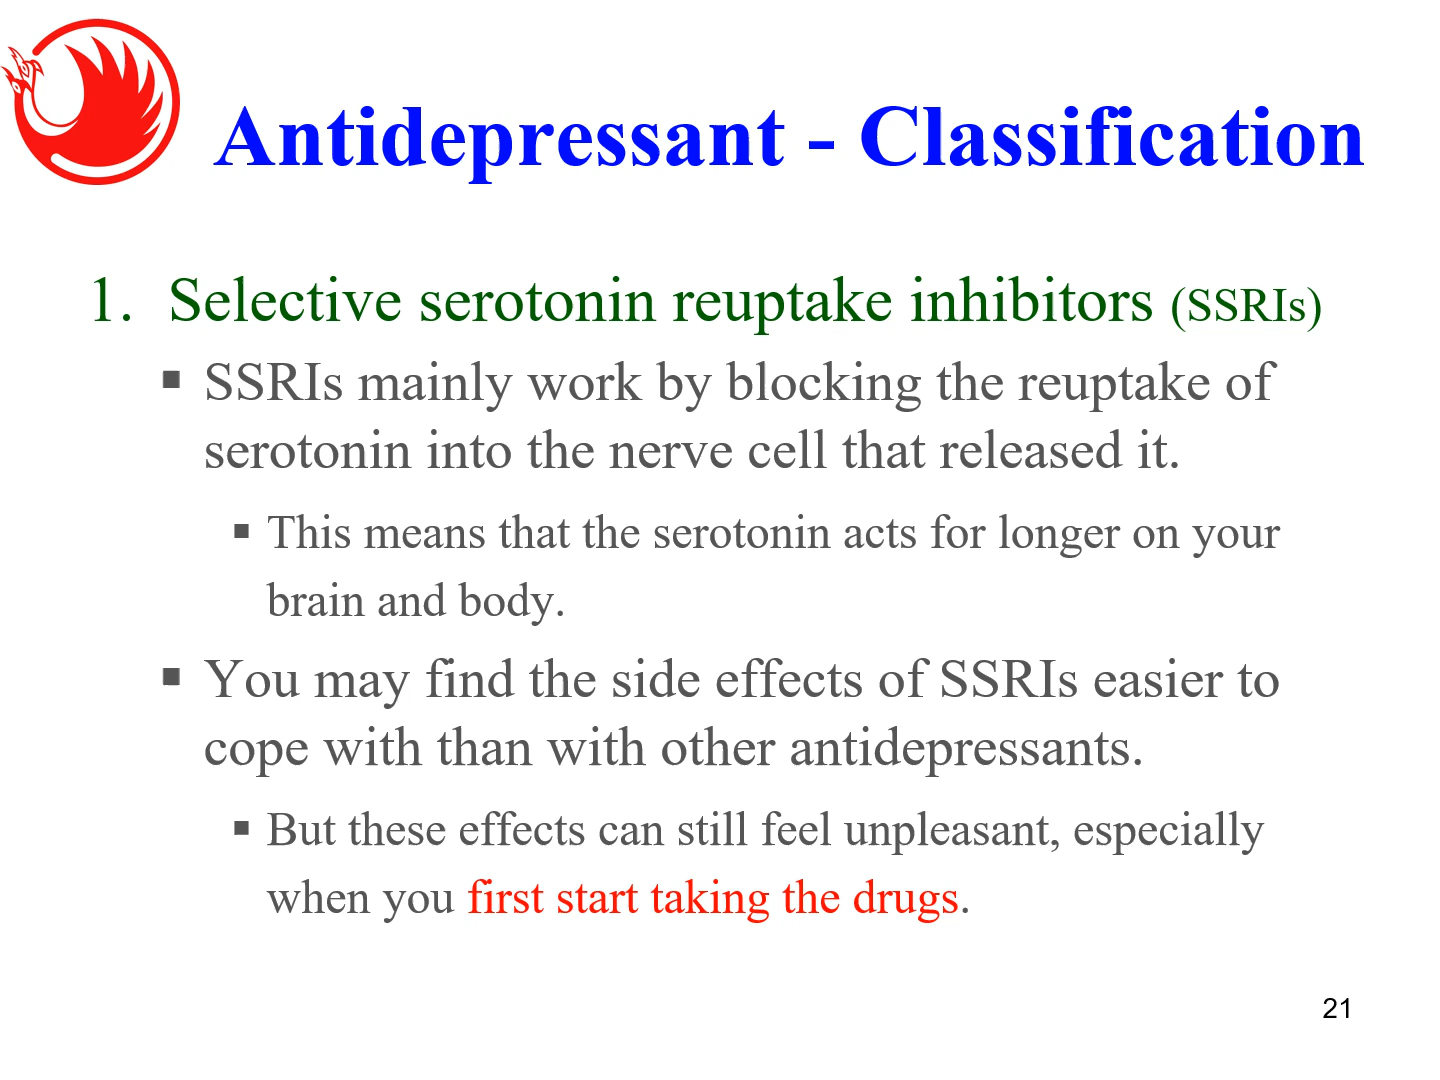 Antidepressant - Classification
1. Selective serotonin reuptake inhibitors (SSRIs)
▪ SSRIs mainly work by blocking the reuptake of
serotonin into the nerve cell that released it.
▪ This means that the serotonin acts for longer on your
brain and body.
▪ You may find the side effects of SSRIs easier to
cope with than with other antidepressants.
▪ But these effects can still feel unpleasant, especially
when you first start taking the drugs.
21